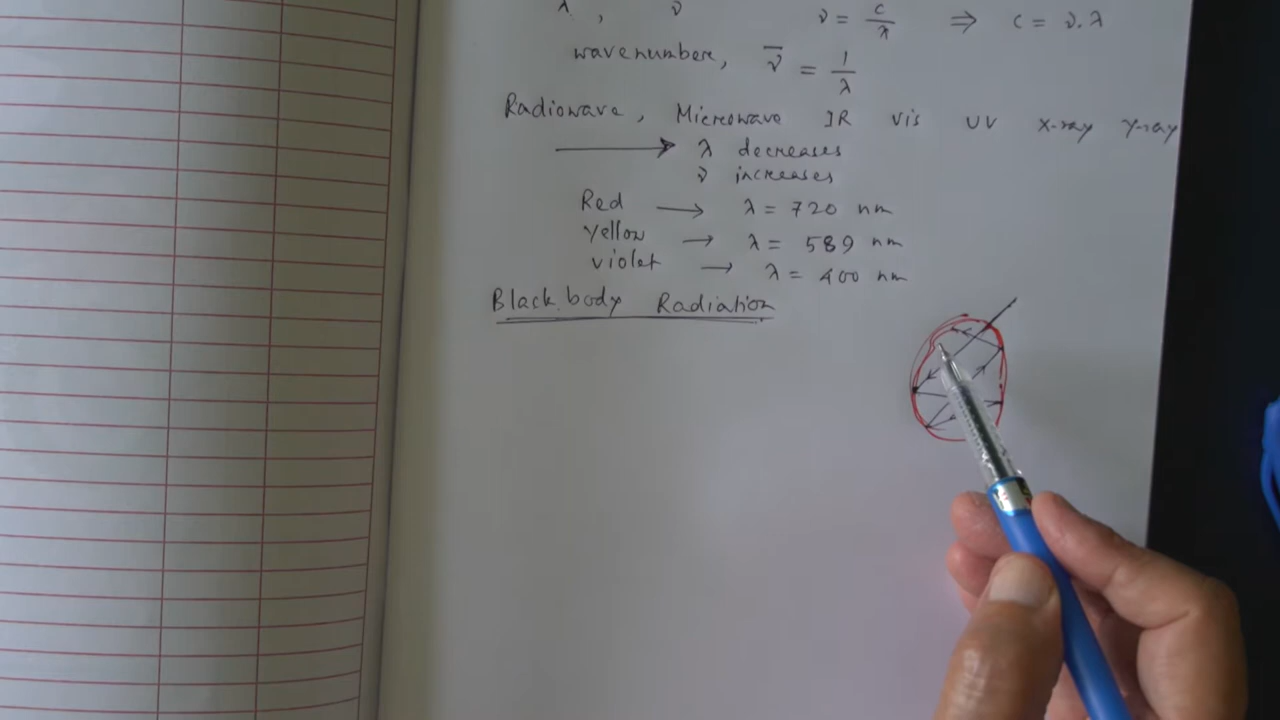 λ , ν ν = c/λ ⇒ c = ν.λ
wavenumbers, ν̅ = 1/λ
Radiowave, Microwave IR Vis UV X-ray γ-ray
→ λ decreases
ν increases
Red → λ = 720 nm
Yellow → λ = 589 nm
violet → λ = 400 nm
Black body Radiation